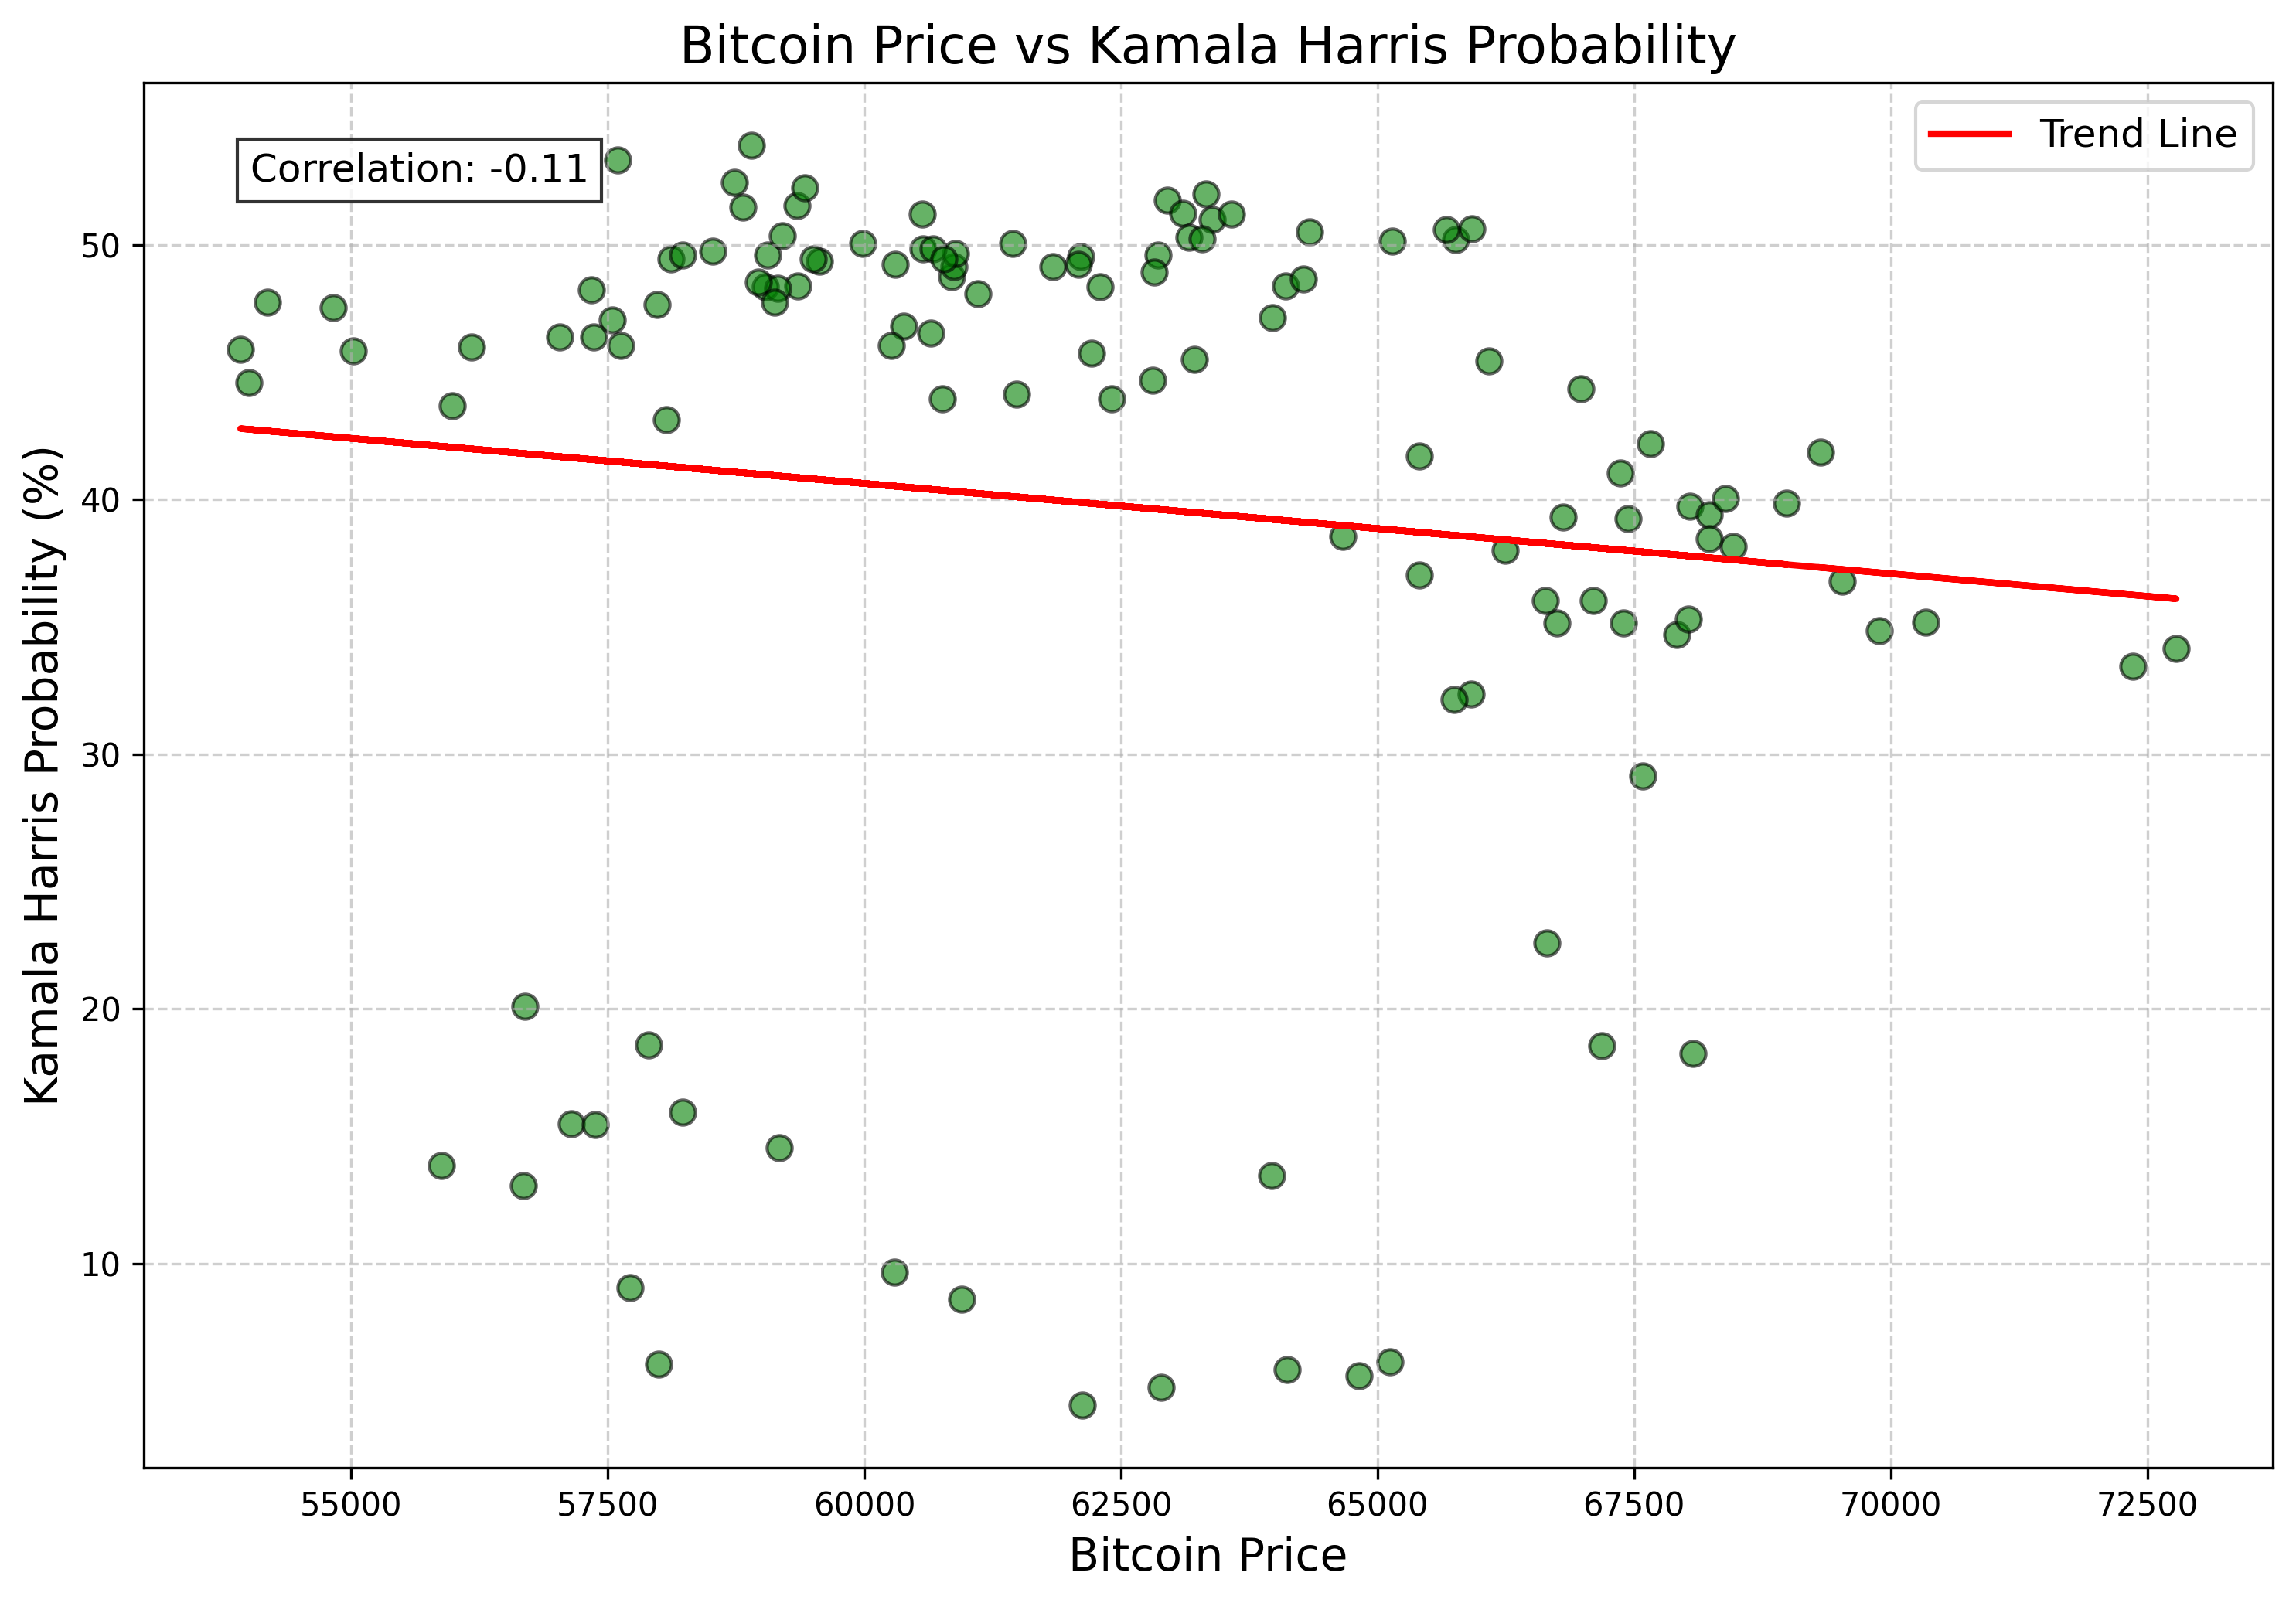 Bitcoin Price vs Kamala Harris Probability
Correlation: -0.11
Trend Line
Kamala Harris Probability (%)
50
40
30
20
10
55000
57500
60000
62500
65000
67500
70000
72500
Bitcoin Price